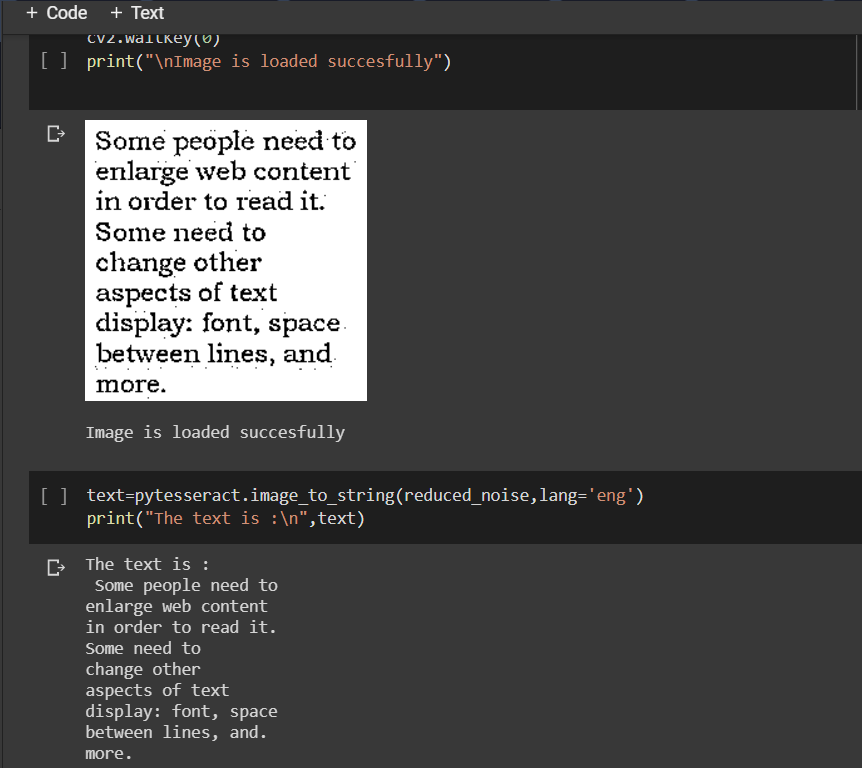 + Code + Text
cv2.waitKey(0)
[ ] print("\nImage is loaded succesfully")
Some people need to
enlarge web content
in order to read it.
Some need to
change other
aspects of text
display: font, space
between lines, and
more.
Image is loaded succesfully
[ ] text=pytesseract.image_to_string(reduced_noise,lang='eng')
print("The text is :\n",text)
The text is :
Some people need to
enlarge web content
in order to read it.
Some need to
change other
aspects of text
display: font, space
between lines, and.
more.